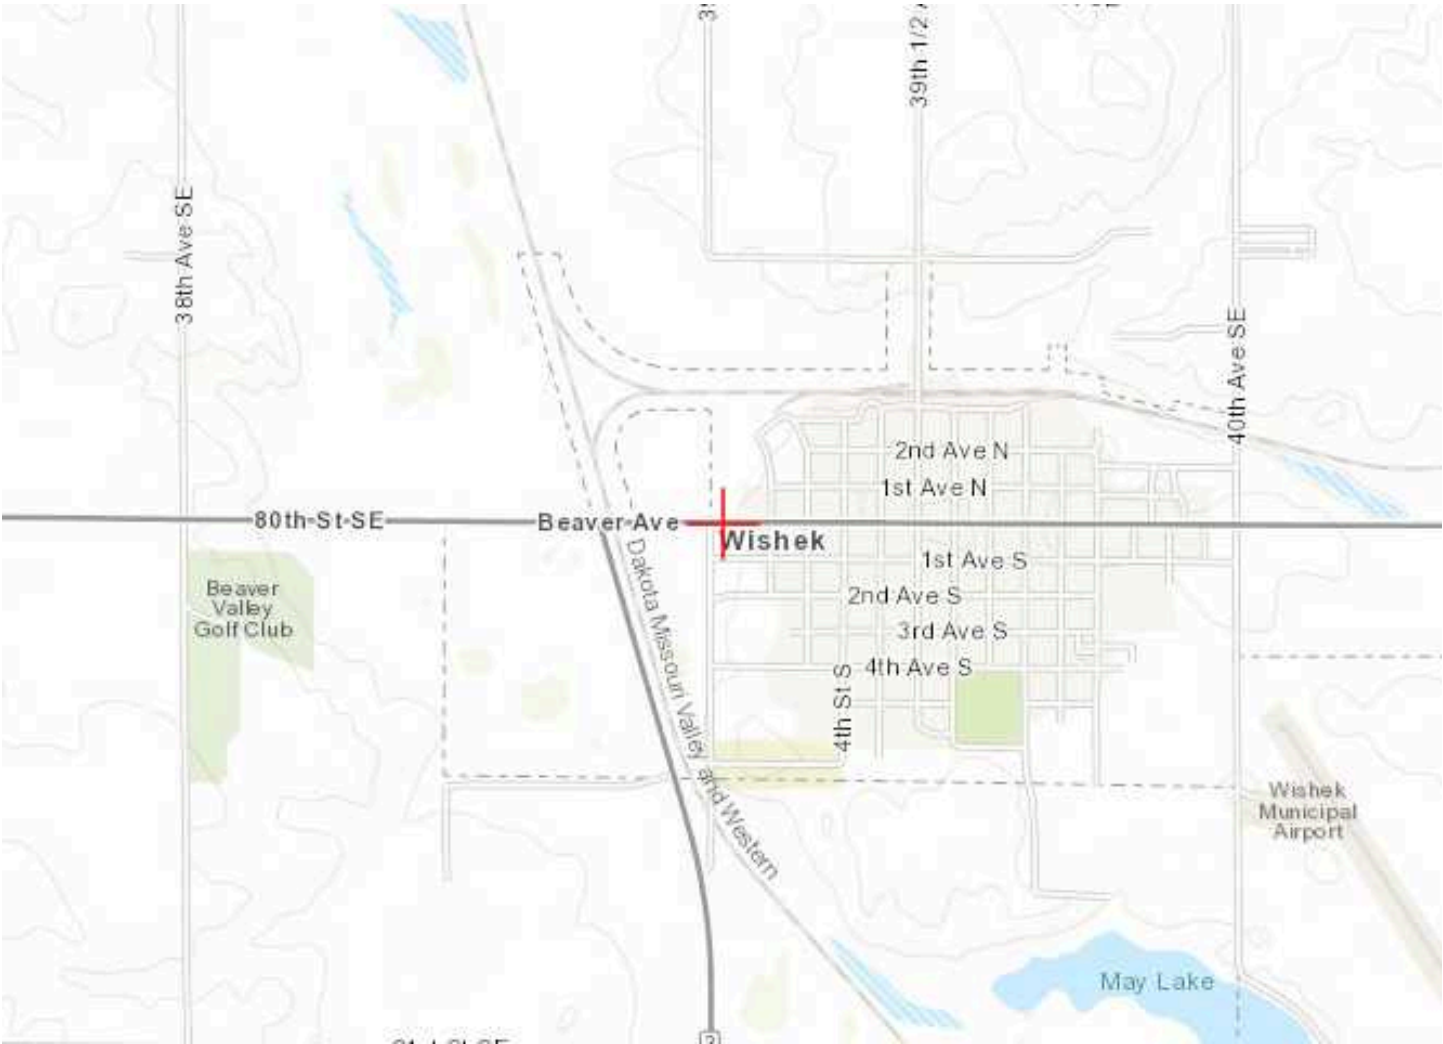 39th 1/2
38th Ave SE
40th Ave SE
2nd Ave N
1st Ave N
80th St SE
Beaver Ave
Wishek
1st Ave S
2nd Ave S
3rd Ave S
4th Ave S
4th St S
Beaver
Valley
Golf Club
Dakota Missouri Valley and Western
Wishek
Municipal
Airport
May Lake